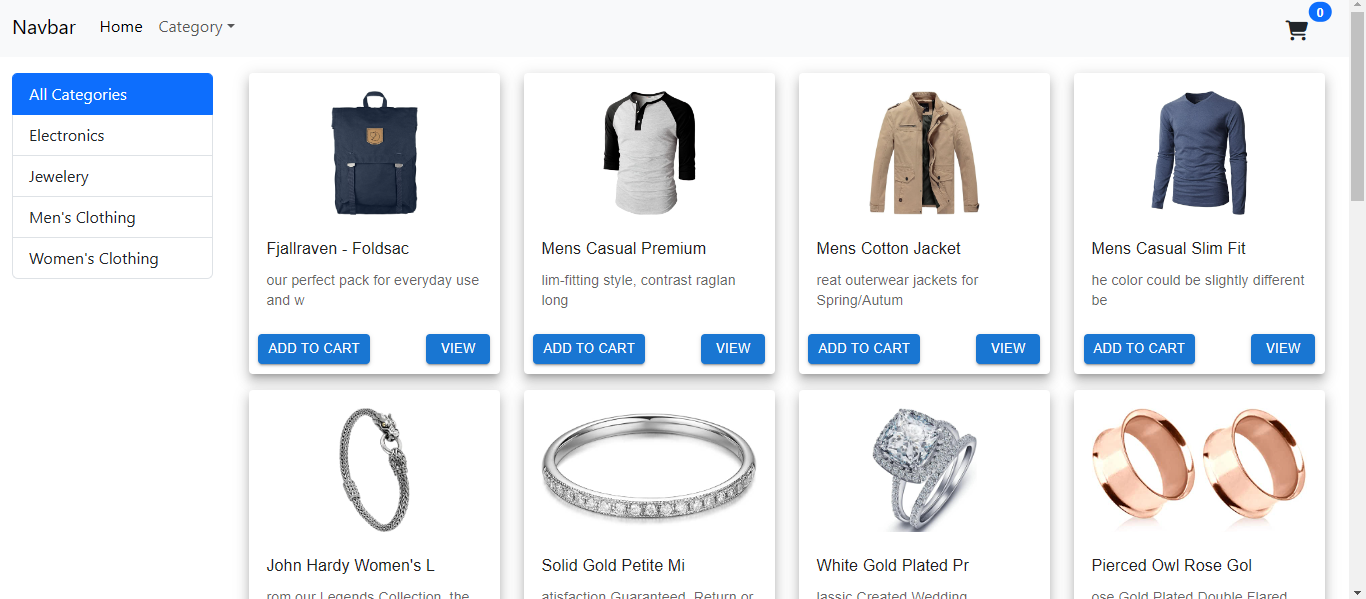 Navbar Home Category 0
All Categories
Electronics
Jewelery
Men's Clothing
Women's Clothing
Fjallraven - Foldsac
our perfect pack for everyday use
and w
ADD TO CART VIEW
Mens Casual Premium
lim-fitting style, contrast raglan
long
ADD TO CART VIEW
Mens Cotton Jacket
reat outerwear jackets for
Spring/Autum
ADD TO CART VIEW
Mens Casual Slim Fit
he color could be slightly different
be
ADD TO CART VIEW
John Hardy Women's L
rom our Legends Collection, the
Solid Gold Petite Mi
atisfaction Guaranteed. Return or
White Gold Plated Pr
lassic Created Wedding
Pierced Owl Rose Gol
ose Gold Plated Double Flared